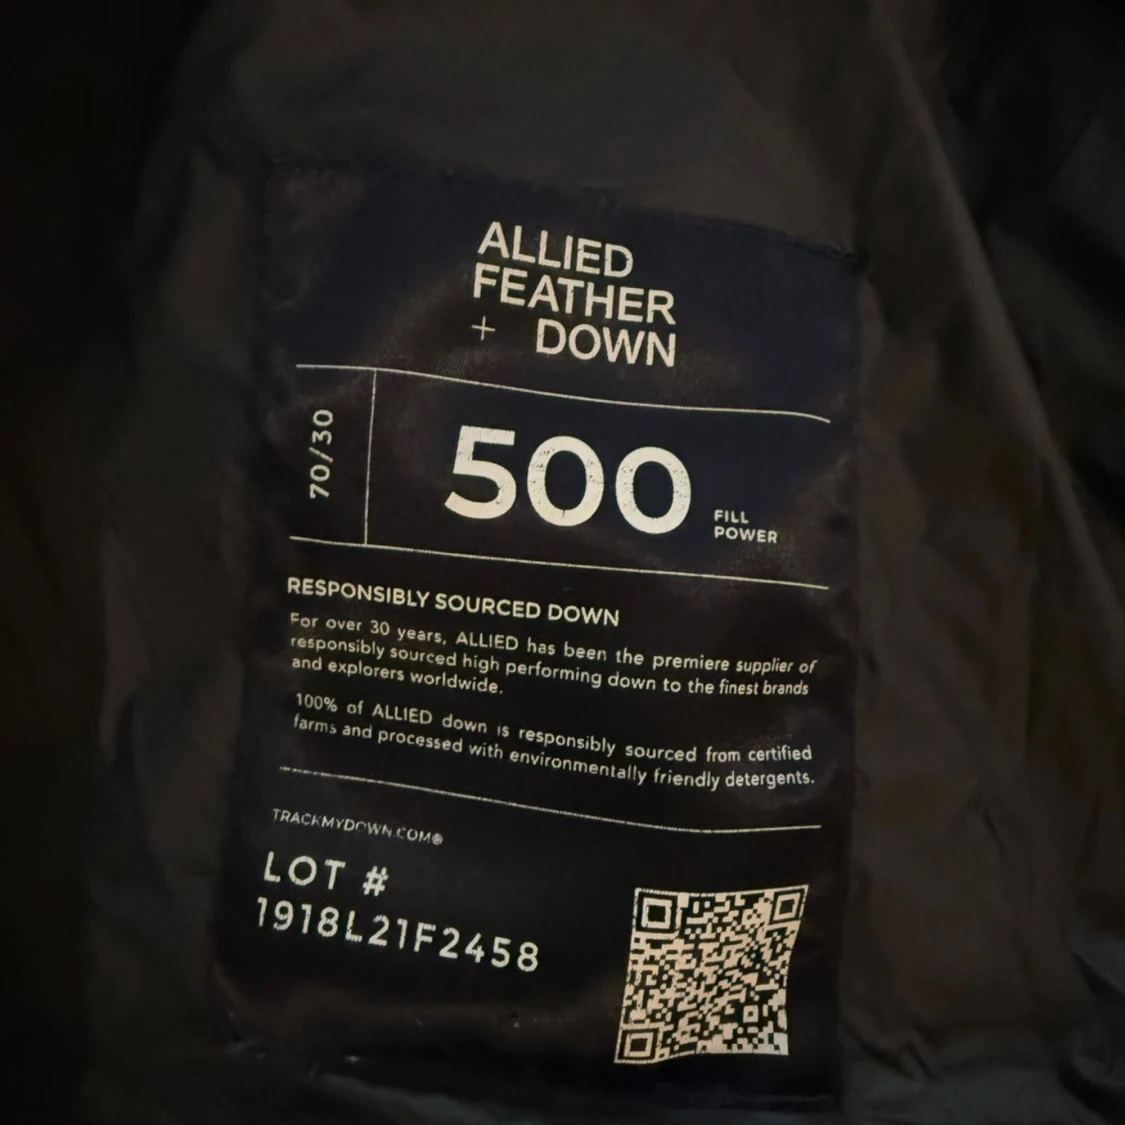 ALLIED
FEATHER
+ DOWN
70/30
500
FILL
POWER
RESPONSIBLY SOURCED DOWN
For over 30 years, ALLIED has been the premiere supplier of
responsibly sourced high performing down to the finest brands
and explorers worldwide.
100% of ALLIED down is responsibly sourced from certified
farms and processed with environmentally friendly detergents.
TRACKMYDOWN.COM®
LOT #
1918L21F2458